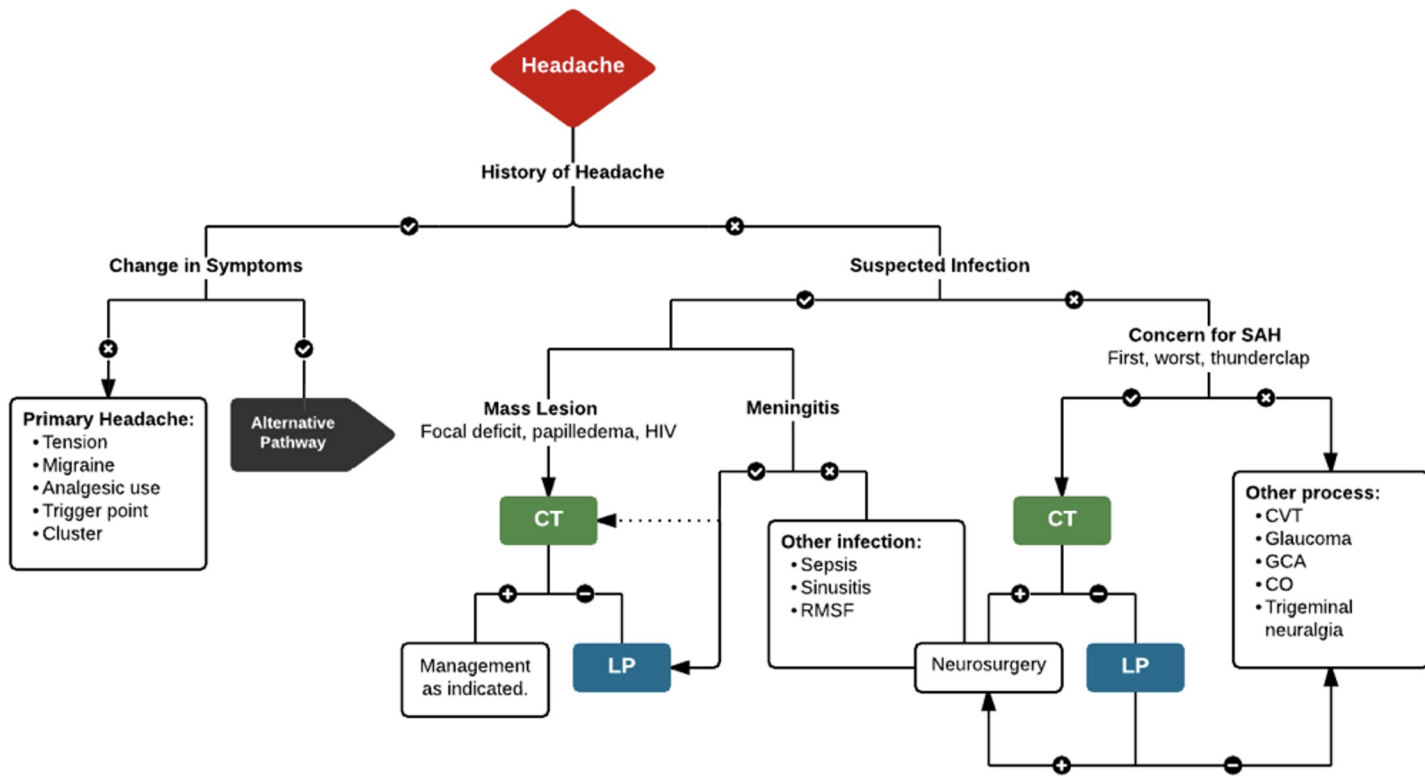 Headache
History of Headache
Change in Symptoms
Suspected Infection
Concern for SAH
First, worst, thunderclap
Primary Headache:
• Tension
• Migraine
• Analgesic use
• Trigger point
• Cluster
Alternative
Pathway
Mass Lesion
Focal deficit, papilledema, HIV
Meningitis
CT
CT
Other infection:
• Sepsis
• Sinusitis
• RMSF
Other process:
• CVT
• Glaucoma
• GCA
• CO
• Trigeminal
neuralgia
Management
as indicated.
LP
Neurosurgery
LP